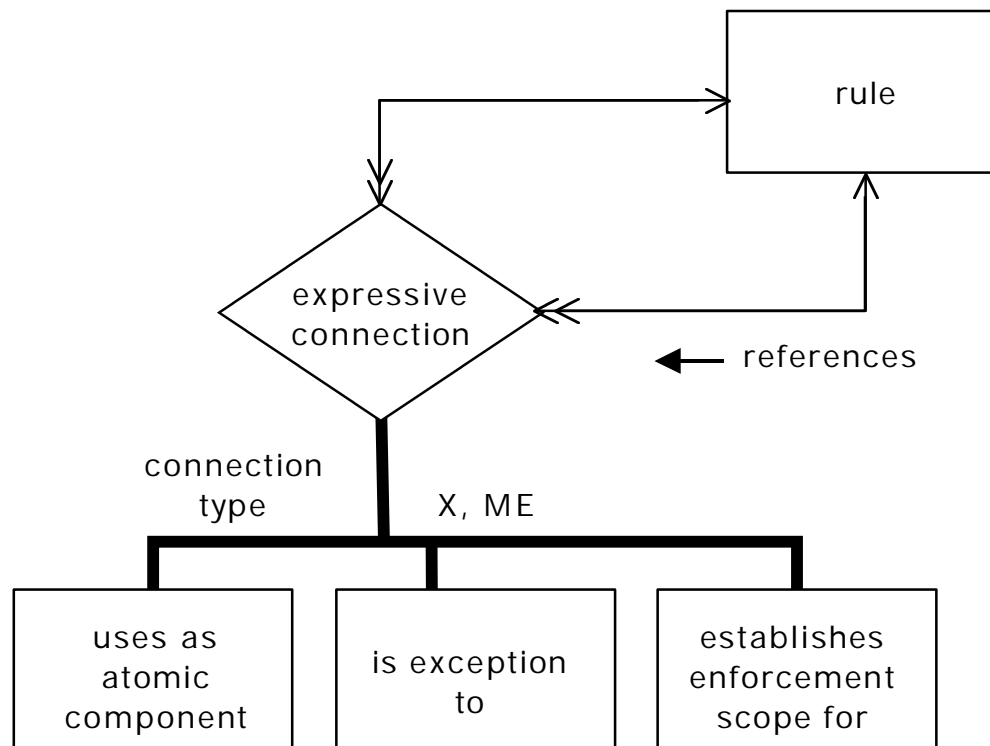 rule
expressive
connection
references
connection
type
X, ME
uses as
atomic
component
is exception
to
establishes
enforcement
scope for